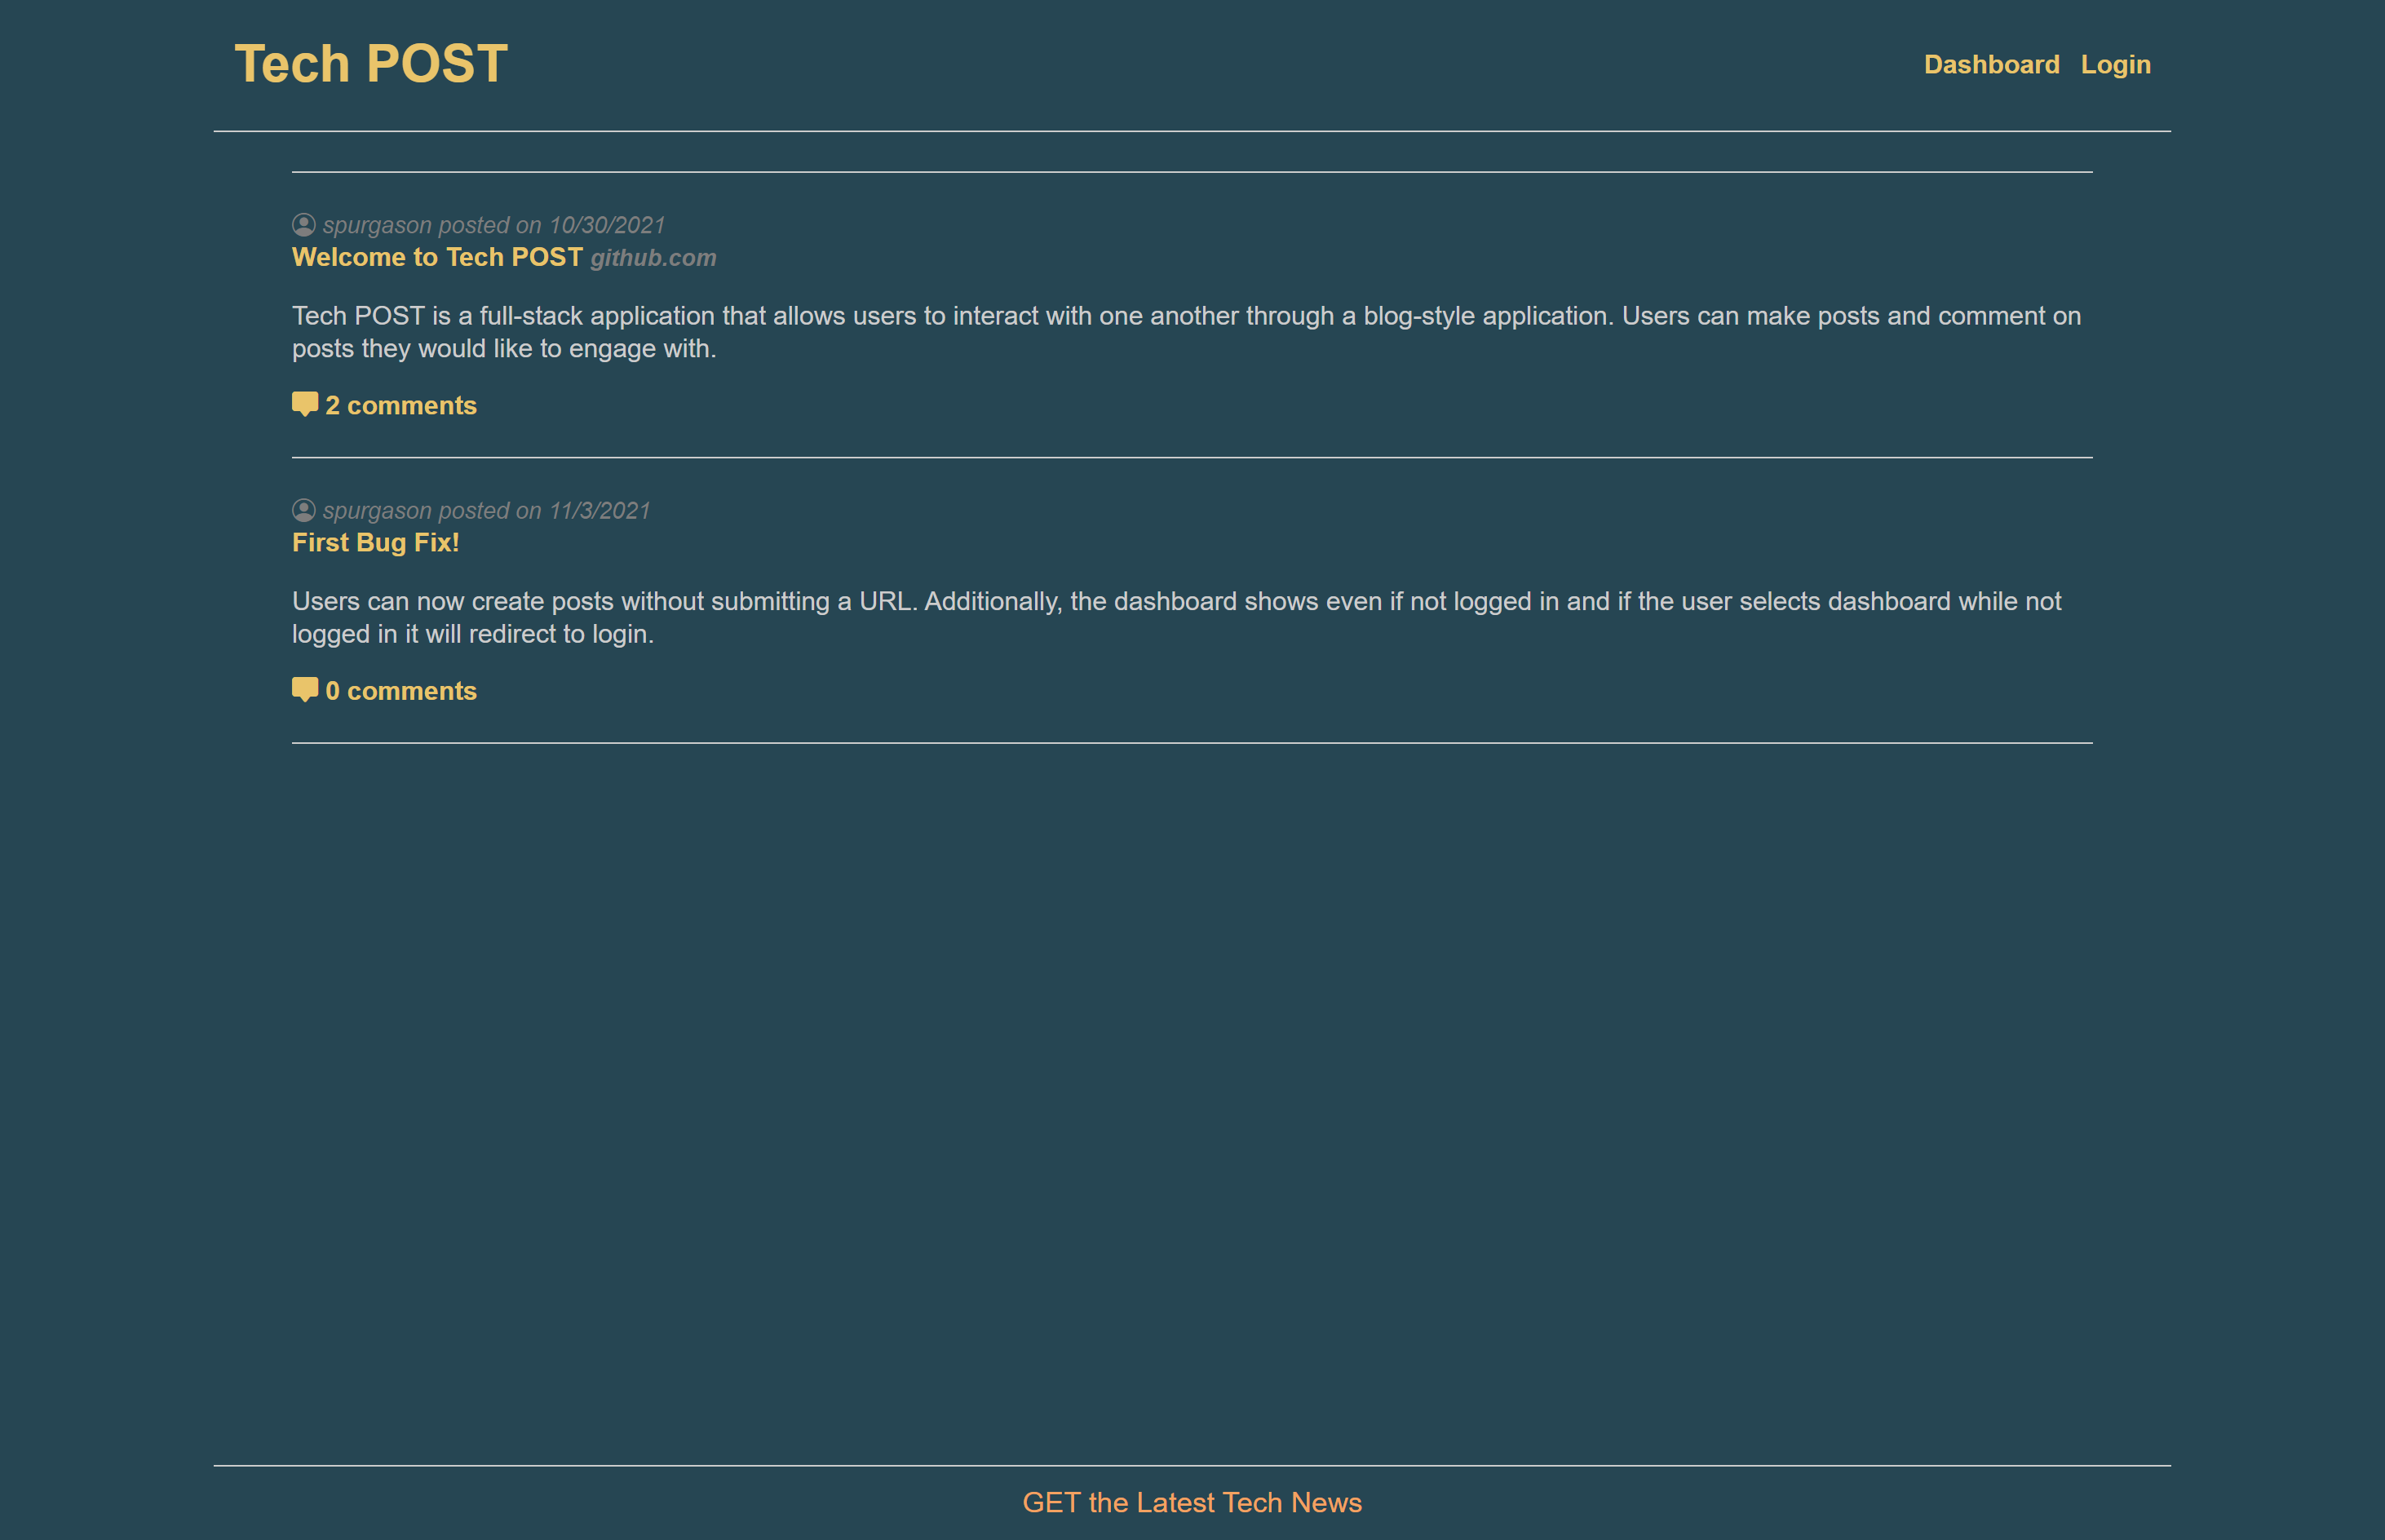 Tech POST
Dashboard Login
spurgason posted on 10/30/2021
Welcome to Tech POST github.com
Tech POST is a full-stack application that allows users to interact with one another through a blog-style application. Users can make posts and comment on
posts they would like to engage with.
2 comments
spurgason posted on 11/3/2021
First Bug Fix!
Users can now create posts without submitting a URL. Additionally, the dashboard shows even if not logged in and if the user selects dashboard while not
logged in it will redirect to login.
0 comments
GET the Latest Tech News